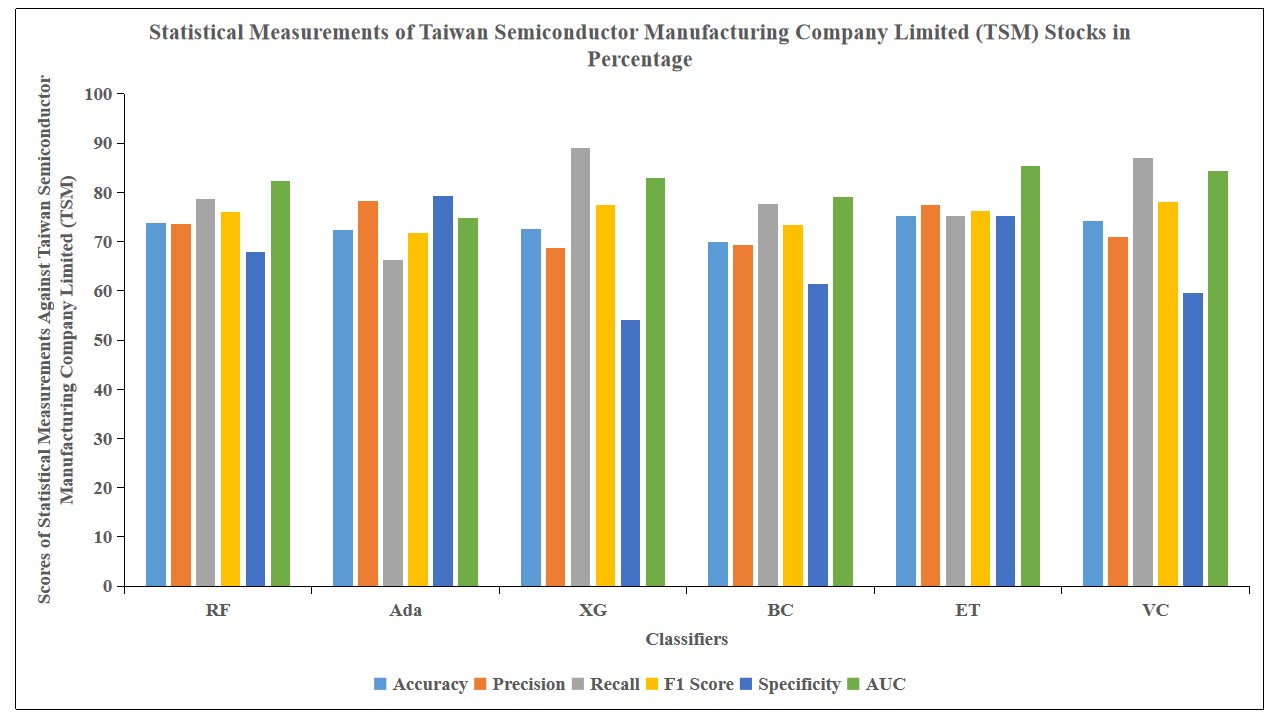 Statistical Measurements of Taiwan Semiconductor Manufacturing Company Limited (TSM) Stocks in
Percentage
Scores of Statistical Measurements Against Taiwan Semiconductor
Manufacturing Company Limited (TSM)
100
90
80
70
60
50
40
30
20
10
0
RF Ada XG BC ET VC
Classifiers
Accuracy Precision Recall F1 Score Specificity AUC